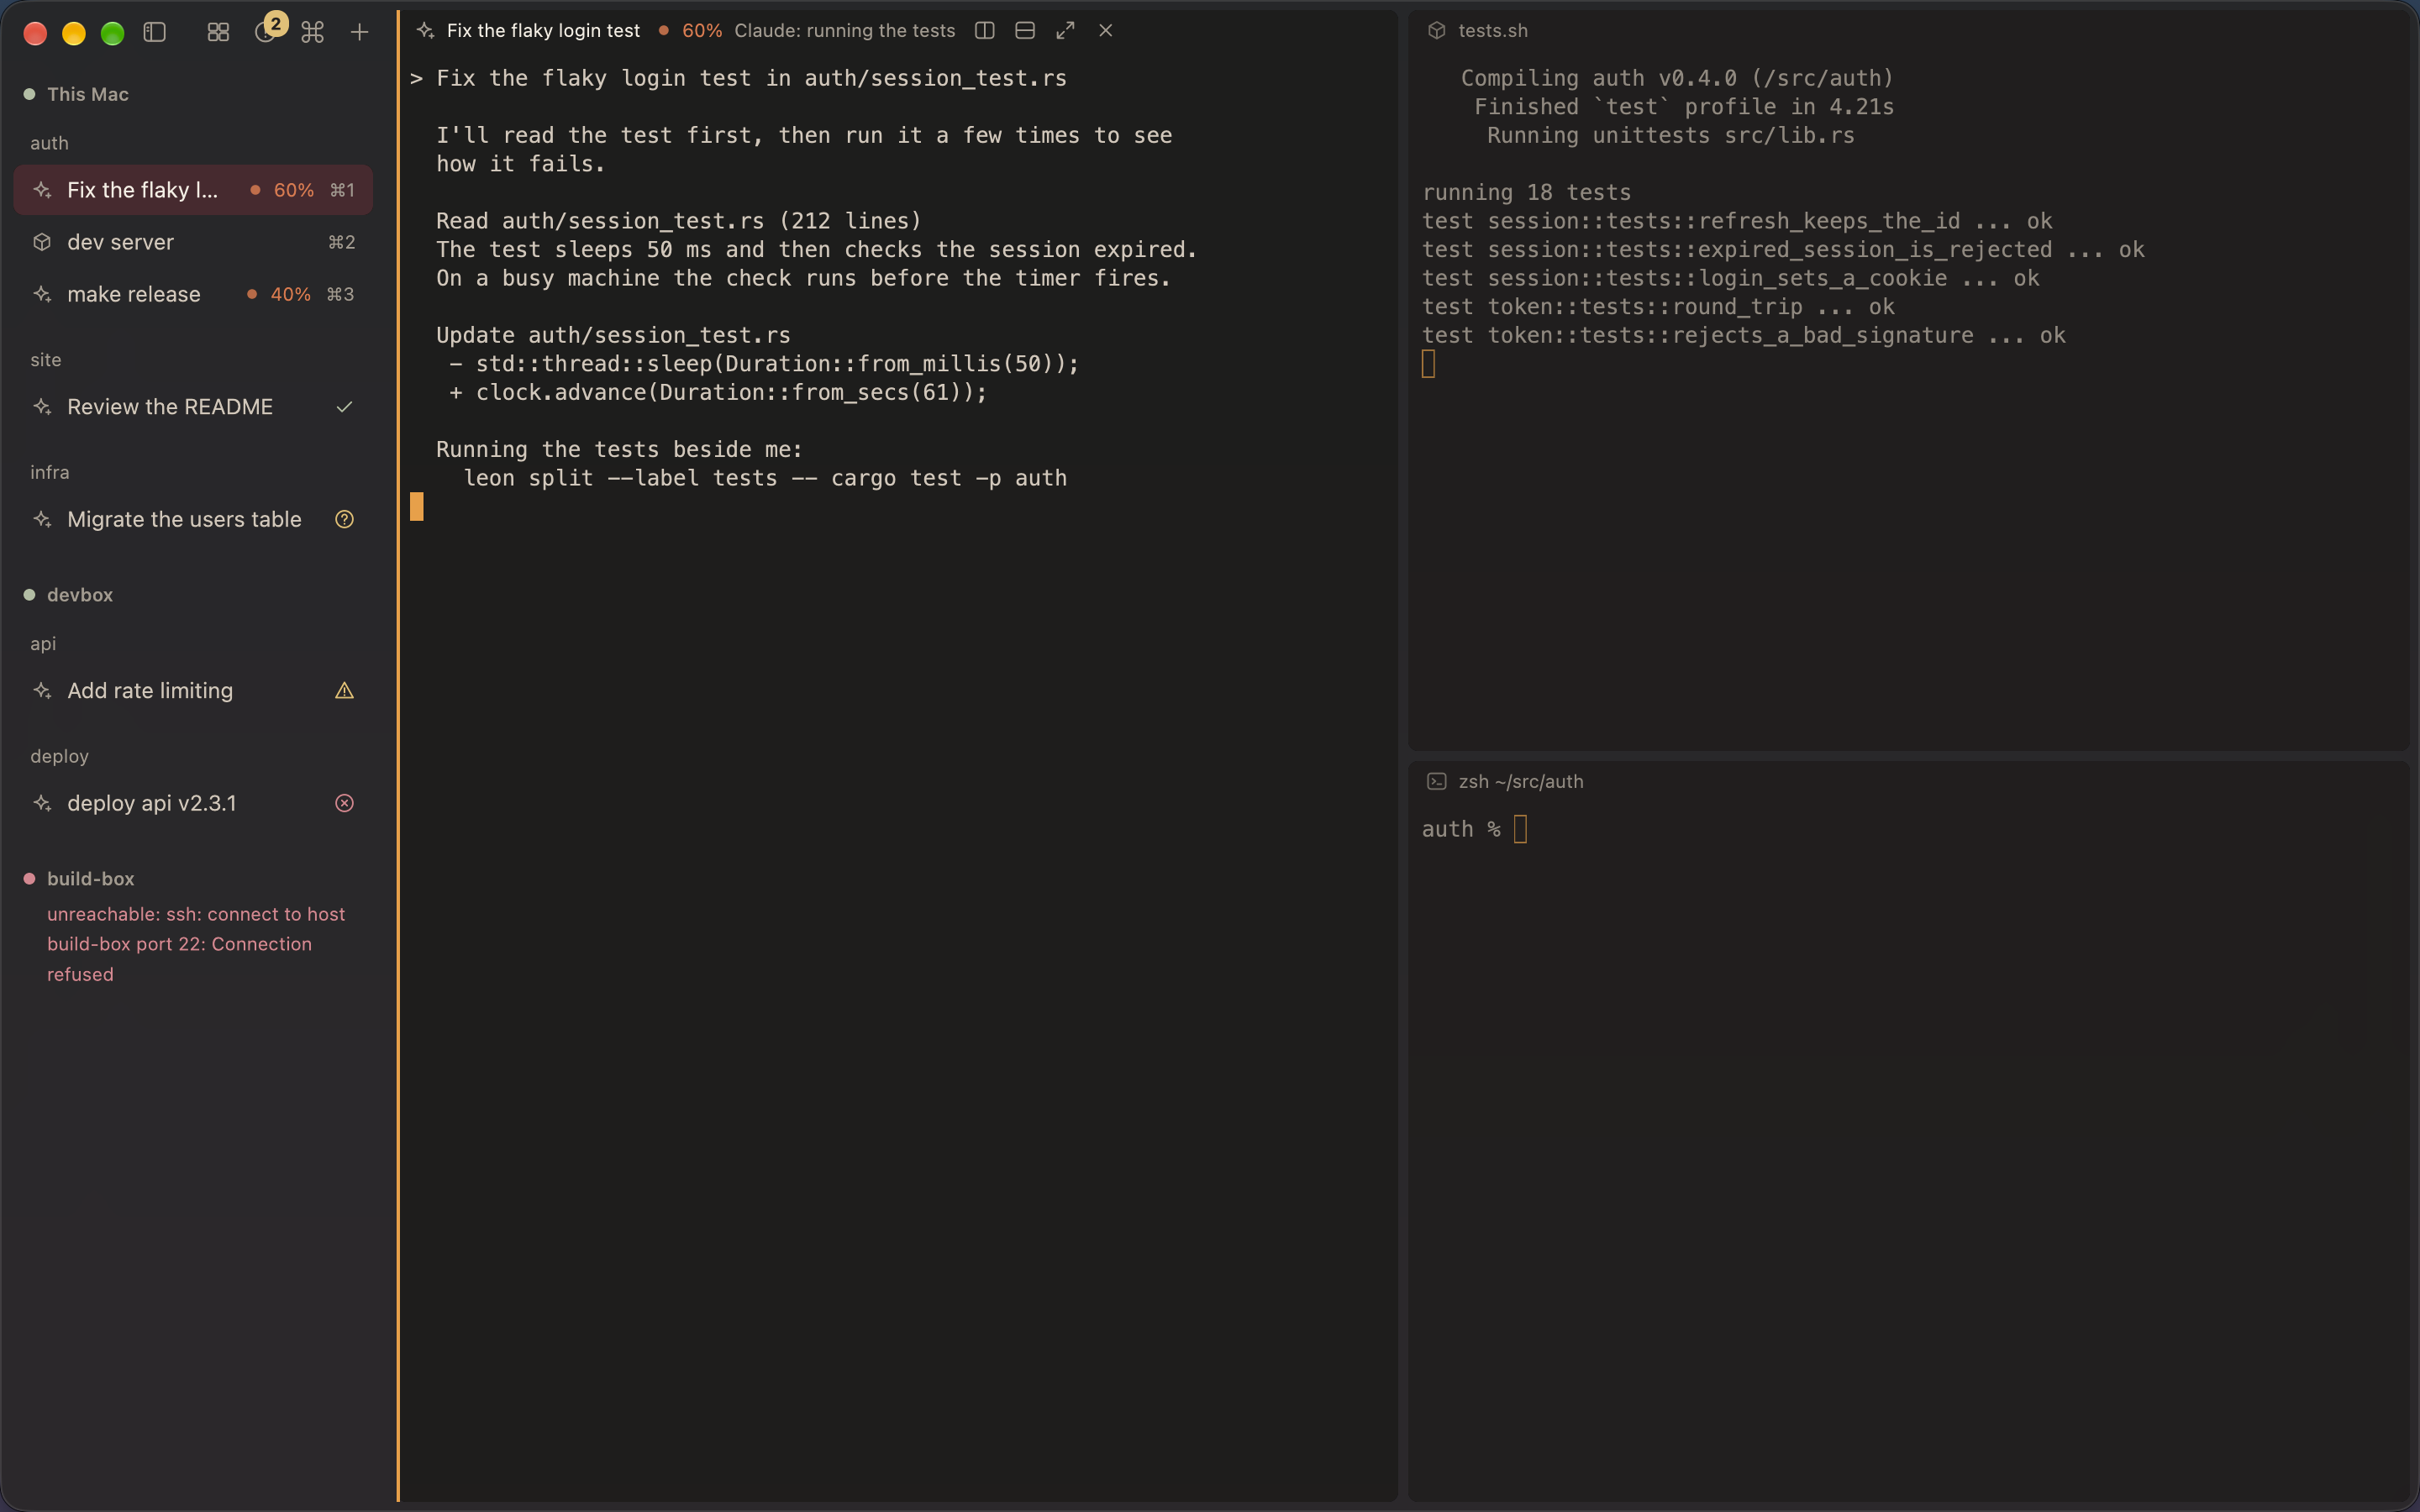 2
This Mac
auth
Fix the flaky l... 60% ⌘1
dev server ⌘2
make release 40% ⌘3
site
Review the README
infra
Migrate the users table
devbox
api
Add rate limiting
deploy
deploy api v2.3.1
build-box
unreachable: ssh: connect to host
build-box port 22: Connection
refused
Fix the flaky login test 60% Claude: running the tests
> Fix the flaky login test in auth/session_test.rs
I'll read the test first, then run it a few times to see
how it fails.
Read auth/session_test.rs (212 lines)
The test sleeps 50 ms and then checks the session expired.
On a busy machine the check runs before the timer fires.
Update auth/session_test.rs
- std::thread::sleep(Duration::from_millis(50));
+ clock.advance(Duration::from_secs(61));
Running the tests beside me:
leon split --label tests -- cargo test -p auth
tests.sh
Compiling auth v0.4.0 (/src/auth)
Finished `test` profile in 4.21s
Running unittests src/lib.rs
running 18 tests
test session::tests::refresh_keeps_the_id ... ok
test session::tests::expired_session_is_rejected ... ok
test session::tests::login_sets_a_cookie ... ok
test token::tests::round_trip ... ok
test token::tests::rejects_a_bad_signature ... ok
zsh ~/src/auth
auth %